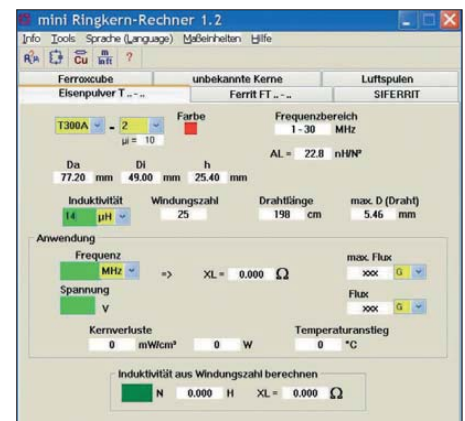 mini Ringkern-Rechner 1.2
Info Tools Sprache (Language) Maßeinheiten Hilfe
Cu m in ft ?
Ferroxcube unbekannte Kerne Luftspulen
Eisenpulver T .. - .. Ferrit FT .. - .. SIFERRIT
Farbe Frequenzbereich
T300A - 2 1 - 30 MHz
µi = 10
AL = 22.8 nH/N²
Da Di h
77.20 mm 49.00 mm 25.40 mm
Induktivität Windungszahl Drahtlänge max. D (Draht)
14 µH 25 198 cm 5.46 mm
Anwendung
Frequenz max. Flux
MHz => XL = 0.000 Ω xxx G
Spannung Flux
V xxx G
Kernverluste Temperaturanstieg
0 mW/cm³ 0 W 0 °C
Induktivität aus Windungszahl berechnen
N 0.000 H XL = 0.000 Ω